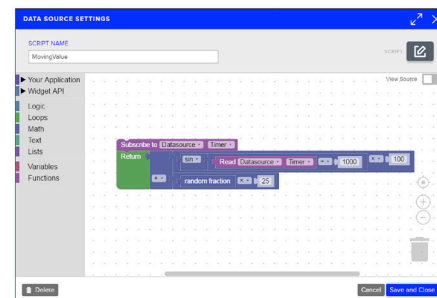 DATA SOURCE SETTINGS
SCRIPT NAME
MovingValue
SCRIPT
View Source
Your Application
Widget API
Logic
Loops
Math
Text
Lists
Variables
Functions
Subscribe to Datasource Timer
Return sin Read Datasource Timer 1000 100
random fraction 25
Delete
Cancel Save and Close